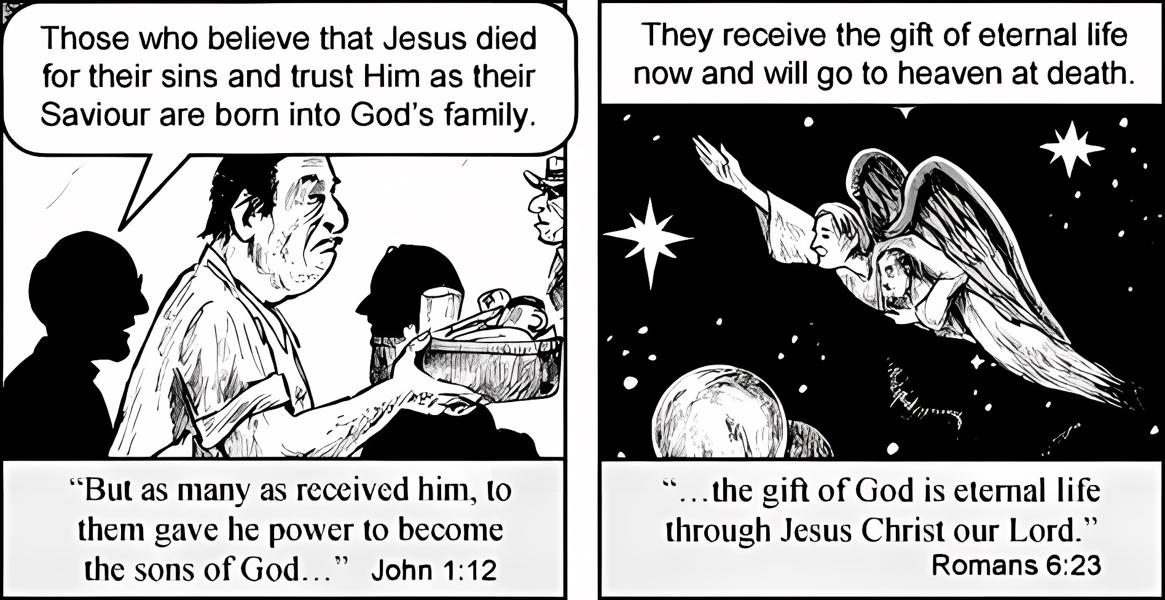 Those who believe that Jesus died
for their sins and trust Him as their
Saviour are born into God's family.
"But as many as received him, to
them gave he power to become
the sons of God…" John 1:12
They receive the gift of eternal life
now and will go to heaven at death.
"…the gift of God is eternal life
through Jesus Christ our Lord."
Romans 6:23